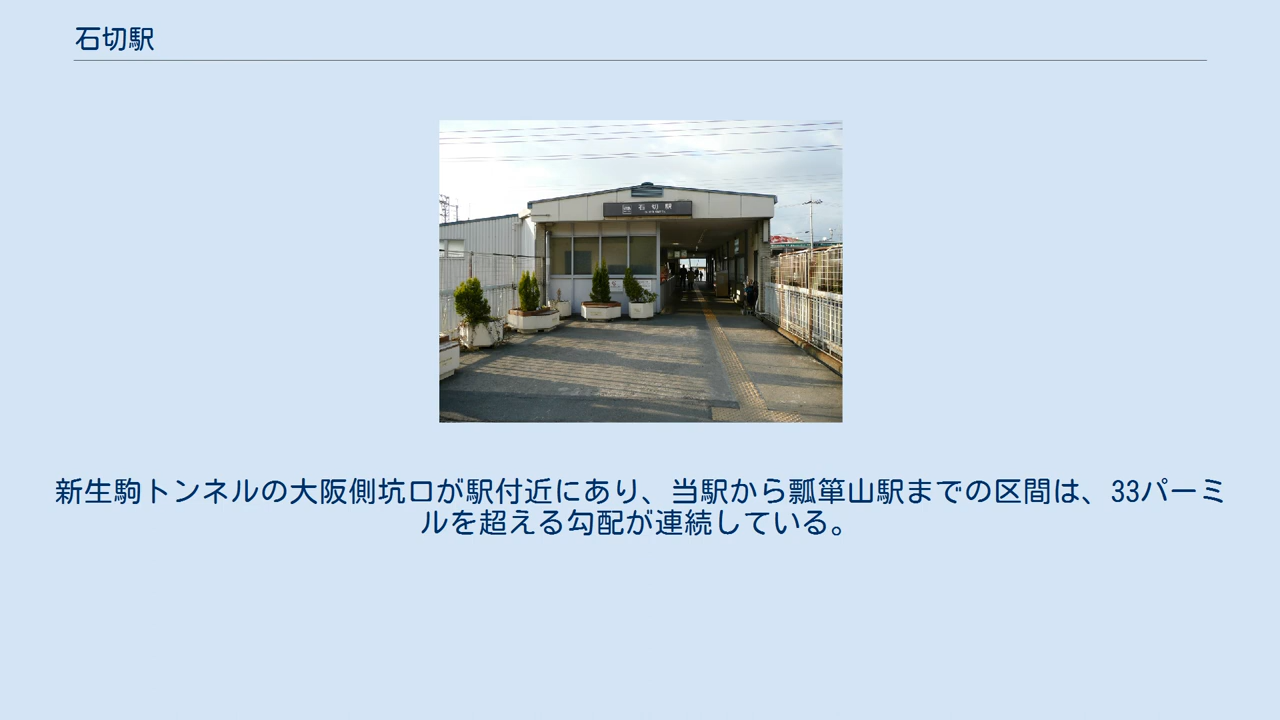 石切駅
石切駅
新生駒トンネルの大阪側坑口が駅付近にあり、当駅から瓢箪山駅までの区間は、33パーミ
ルを超える勾配が連続している。